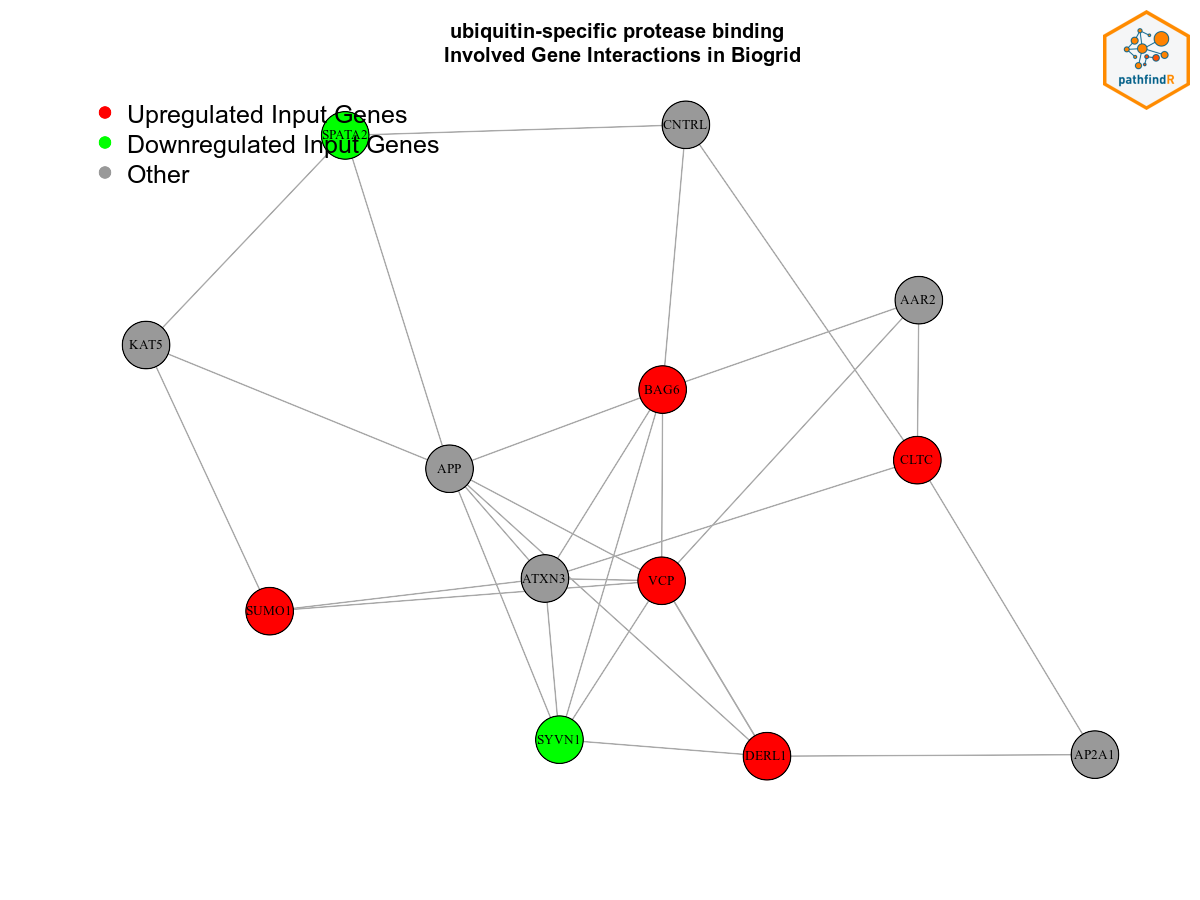 ubiquitin-specific protease binding
Involved Gene Interactions in Biogrid
pathfindR
Upregulated Input Genes
Downregulated Input Genes
Other
SPATA2
CNTRL
AAR2
KAT5
BAG6
CLTC
APP
ATXN3
VCP
SUMO1
SYVN1
DERL1
AP2A1